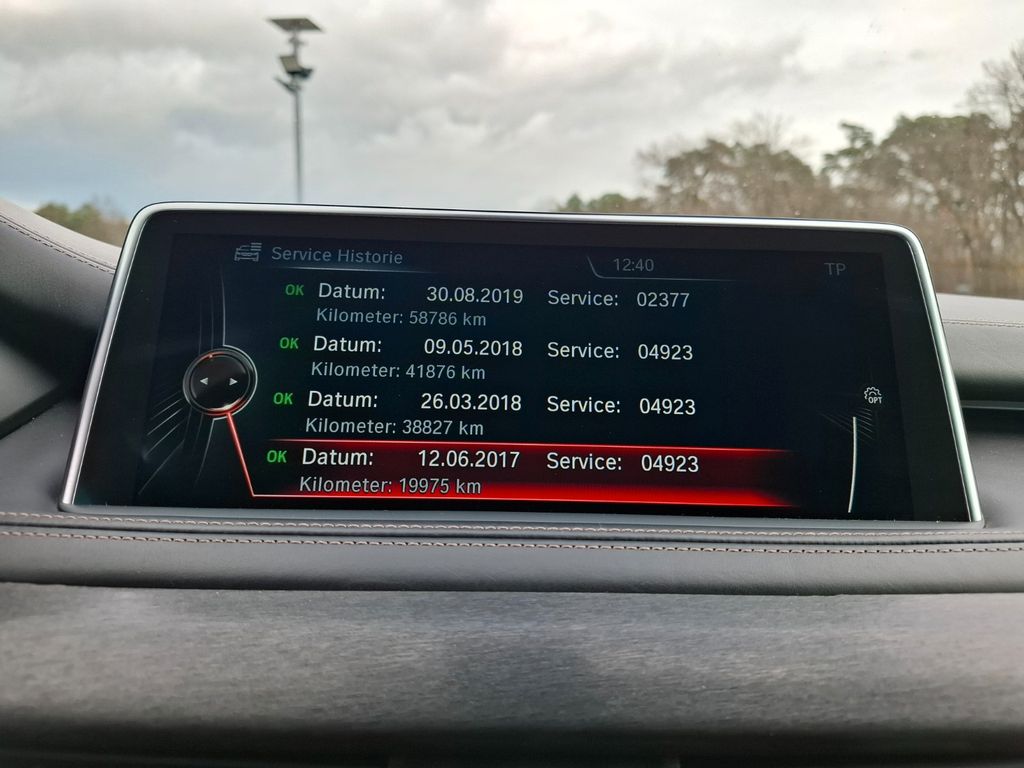 Service Historie 12:40 TP
OK Datum: 30.08.2019 Service: 02377
Kilometer: 58786 km
OK Datum: 09.05.2018 Service: 04923
Kilometer: 41876 km
OK Datum: 26.03.2018 Service: 04923
Kilometer: 38827 km
OPT
OK Datum: 12.06.2017 Service: 04923
Kilometer: 19975 km